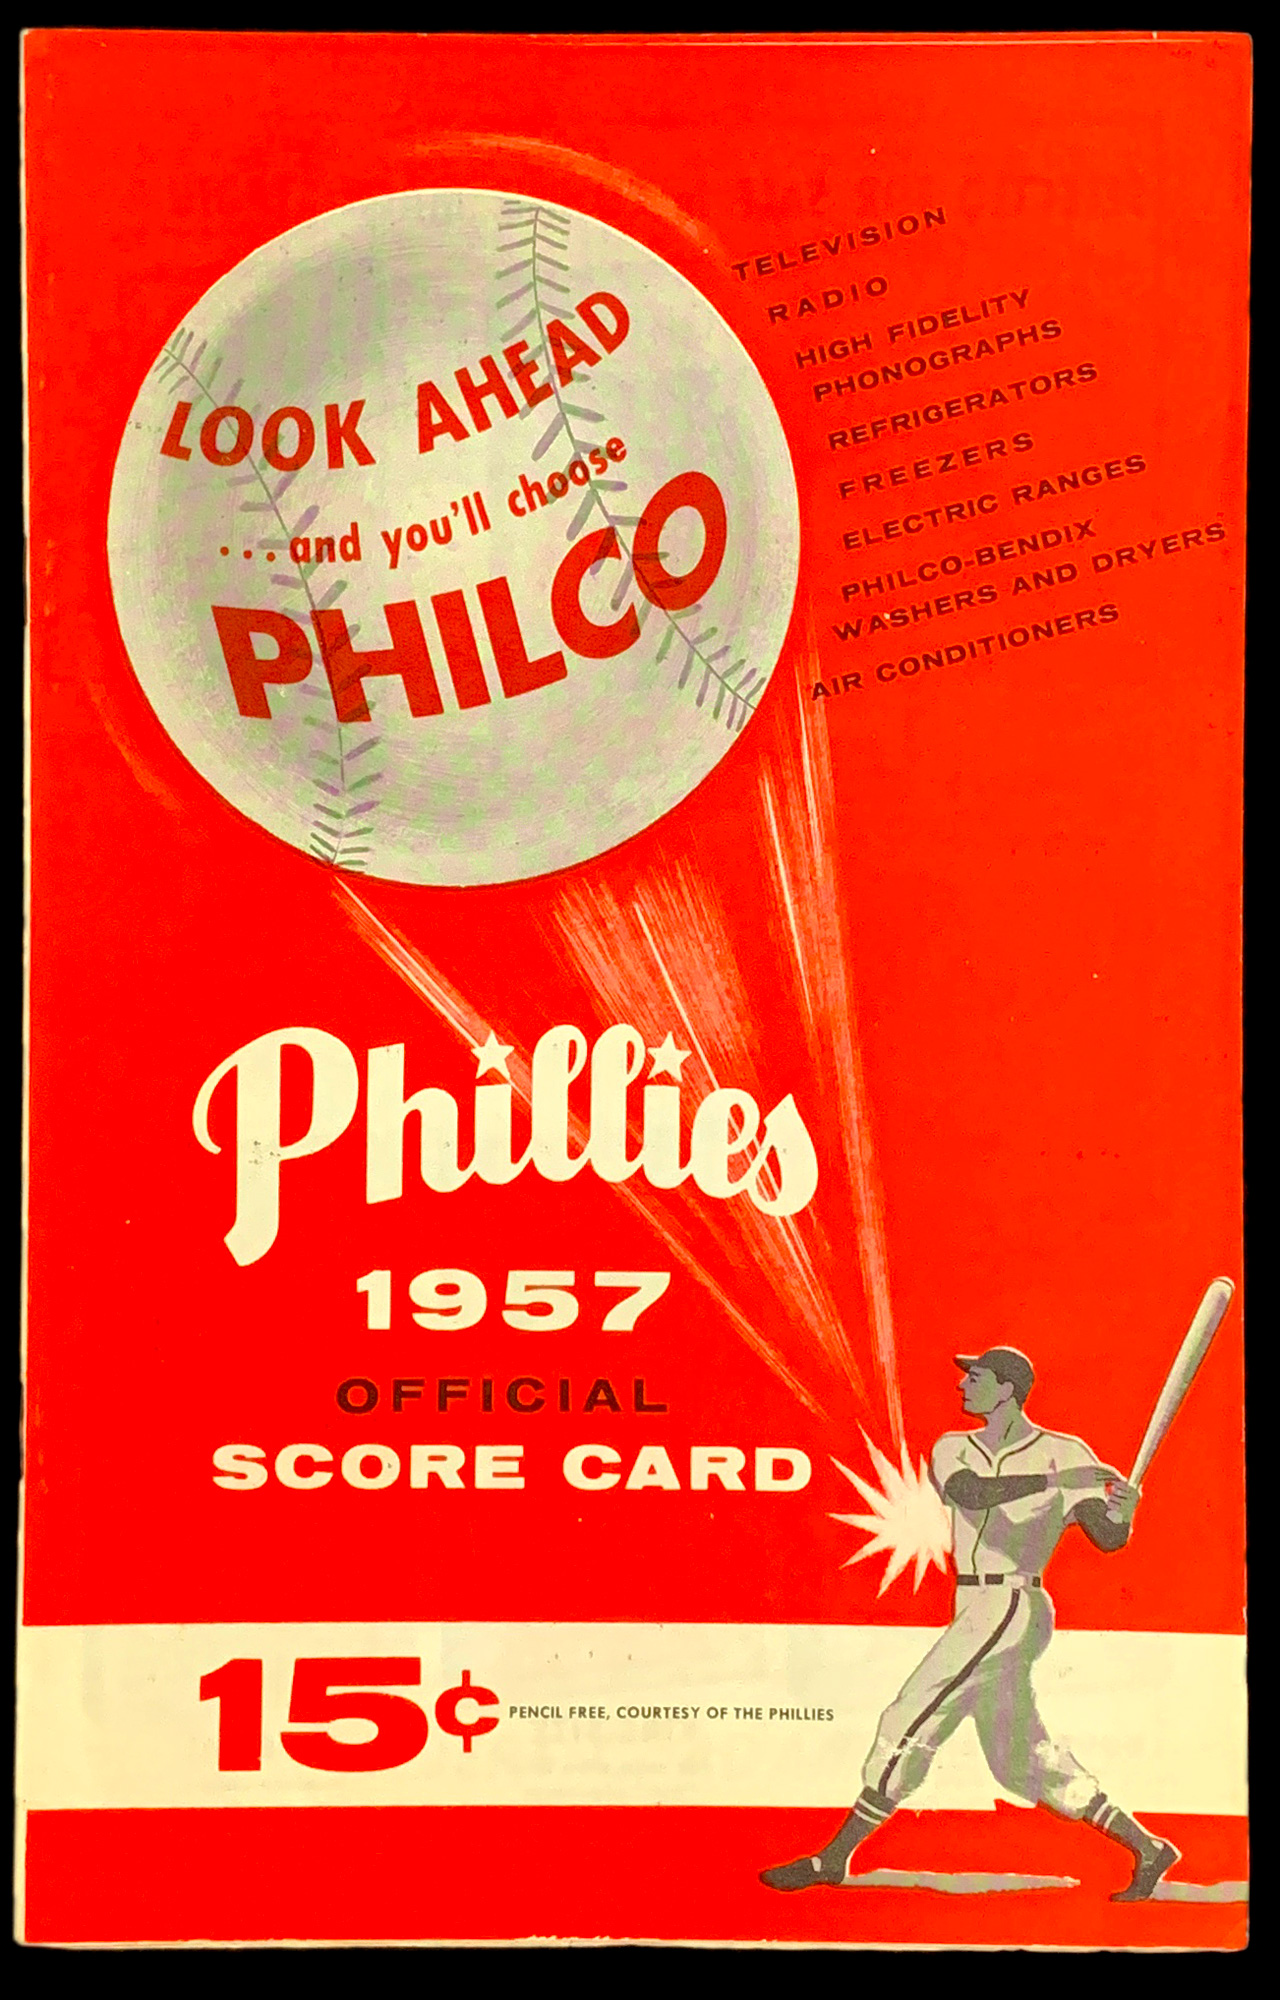 LOOK AHEAD
...and you'll choose
PHILCO
TELEVISION
RADIO
HIGH FIDELITY
PHONOGRAPHS
REFRIGERATORS
FREEZERS
ELECTRIC RANGES
PHILCO-BENDIX
WASHERS AND DRYERS
AIR CONDITIONERS
Phillies
1957
OFFICIAL
SCORE CARD
15¢ PENCIL FREE, COURTESY OF THE PHILLIES